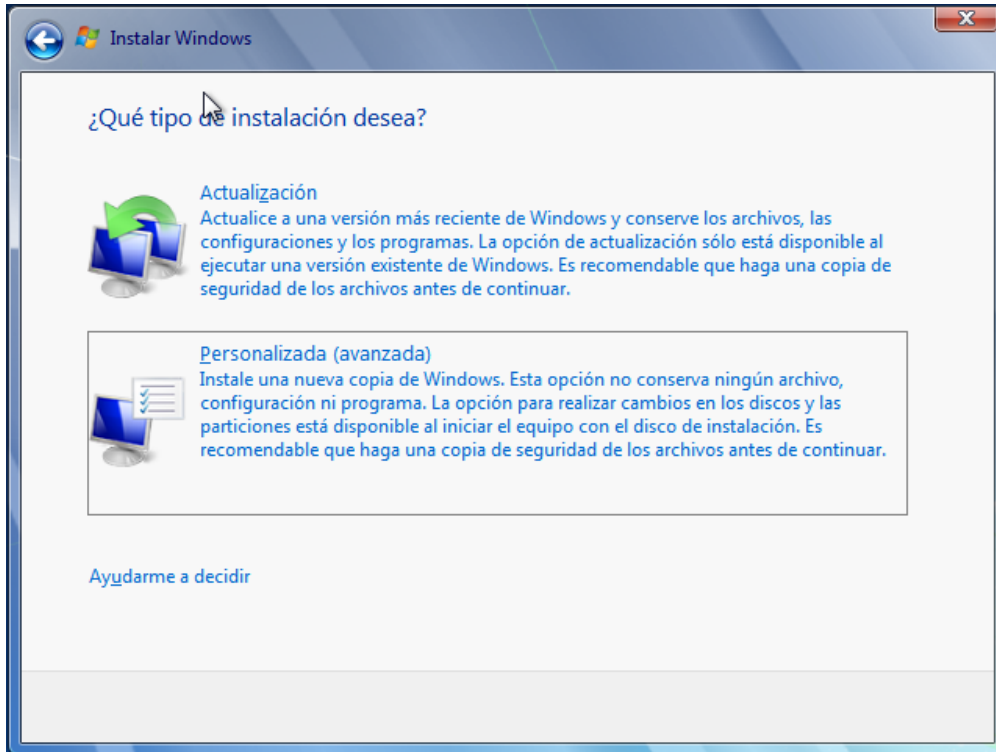 Instalar Windows
¿Qué tipo de instalación desea?
Actualización
Actualice a una versión más reciente de Windows y conserve los archivos, las
configuraciones y los programas. La opción de actualización sólo está disponible al
ejecutar una versión existente de Windows. Es recomendable que haga una copia de
seguridad de los archivos antes de continuar.
Personalizada (avanzada)
Instale una nueva copia de Windows. Esta opción no conserva ningún archivo,
configuración ni programa. La opción para realizar cambios en los discos y las
particiones está disponible al iniciar el equipo con el disco de instalación. Es
recomendable que haga una copia de seguridad de los archivos antes de continuar.
Ayudarme a decidir